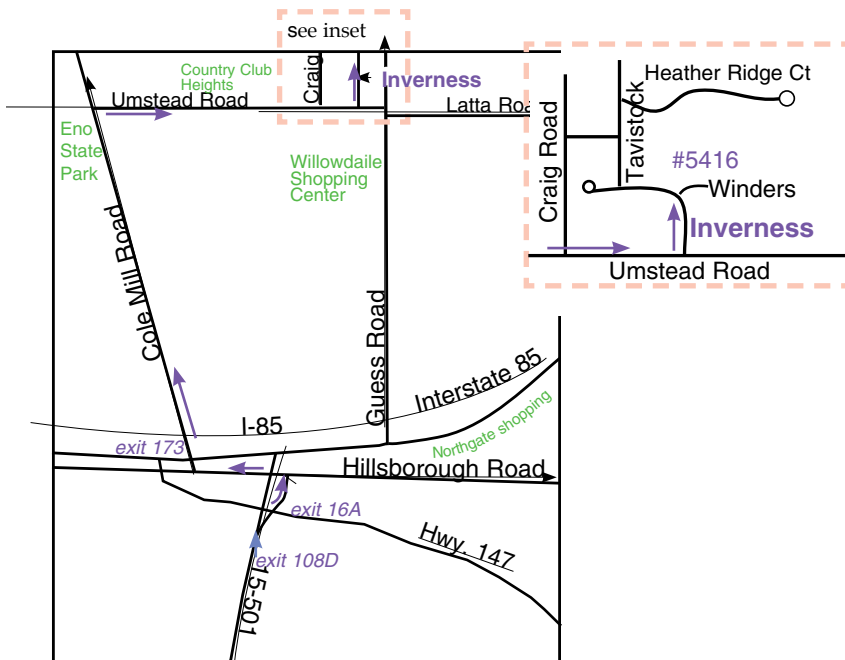 see inset
Country Club
Heights
Craig
Inverness
Umstead Road
Latta Roa
Eno
State
Park
Willowdaile
Shopping
Center
Cole Mill Road
Guess Road
Interstate 85
I-85
exit 173
Northgate shopping
Hillsborough Road
exit 16A
Hwy. 147
exit 108D
15-501
Heather Ridge Ct
Tavistock
Craig Road
#5416
Winders
Inverness
Umstead Road